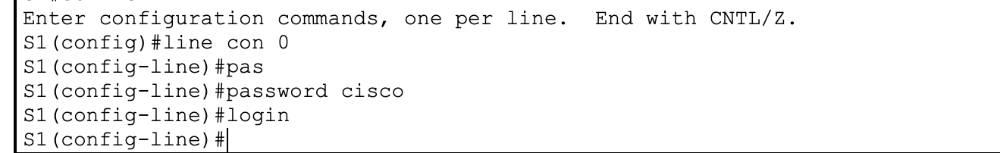 Enter configuration commands, one per line.  End with CNTL/Z.
S1(config)#line con 0
S1(config-line)#pas
S1(config-line)#password cisco
S1(config-line)#login
S1(config-line)#